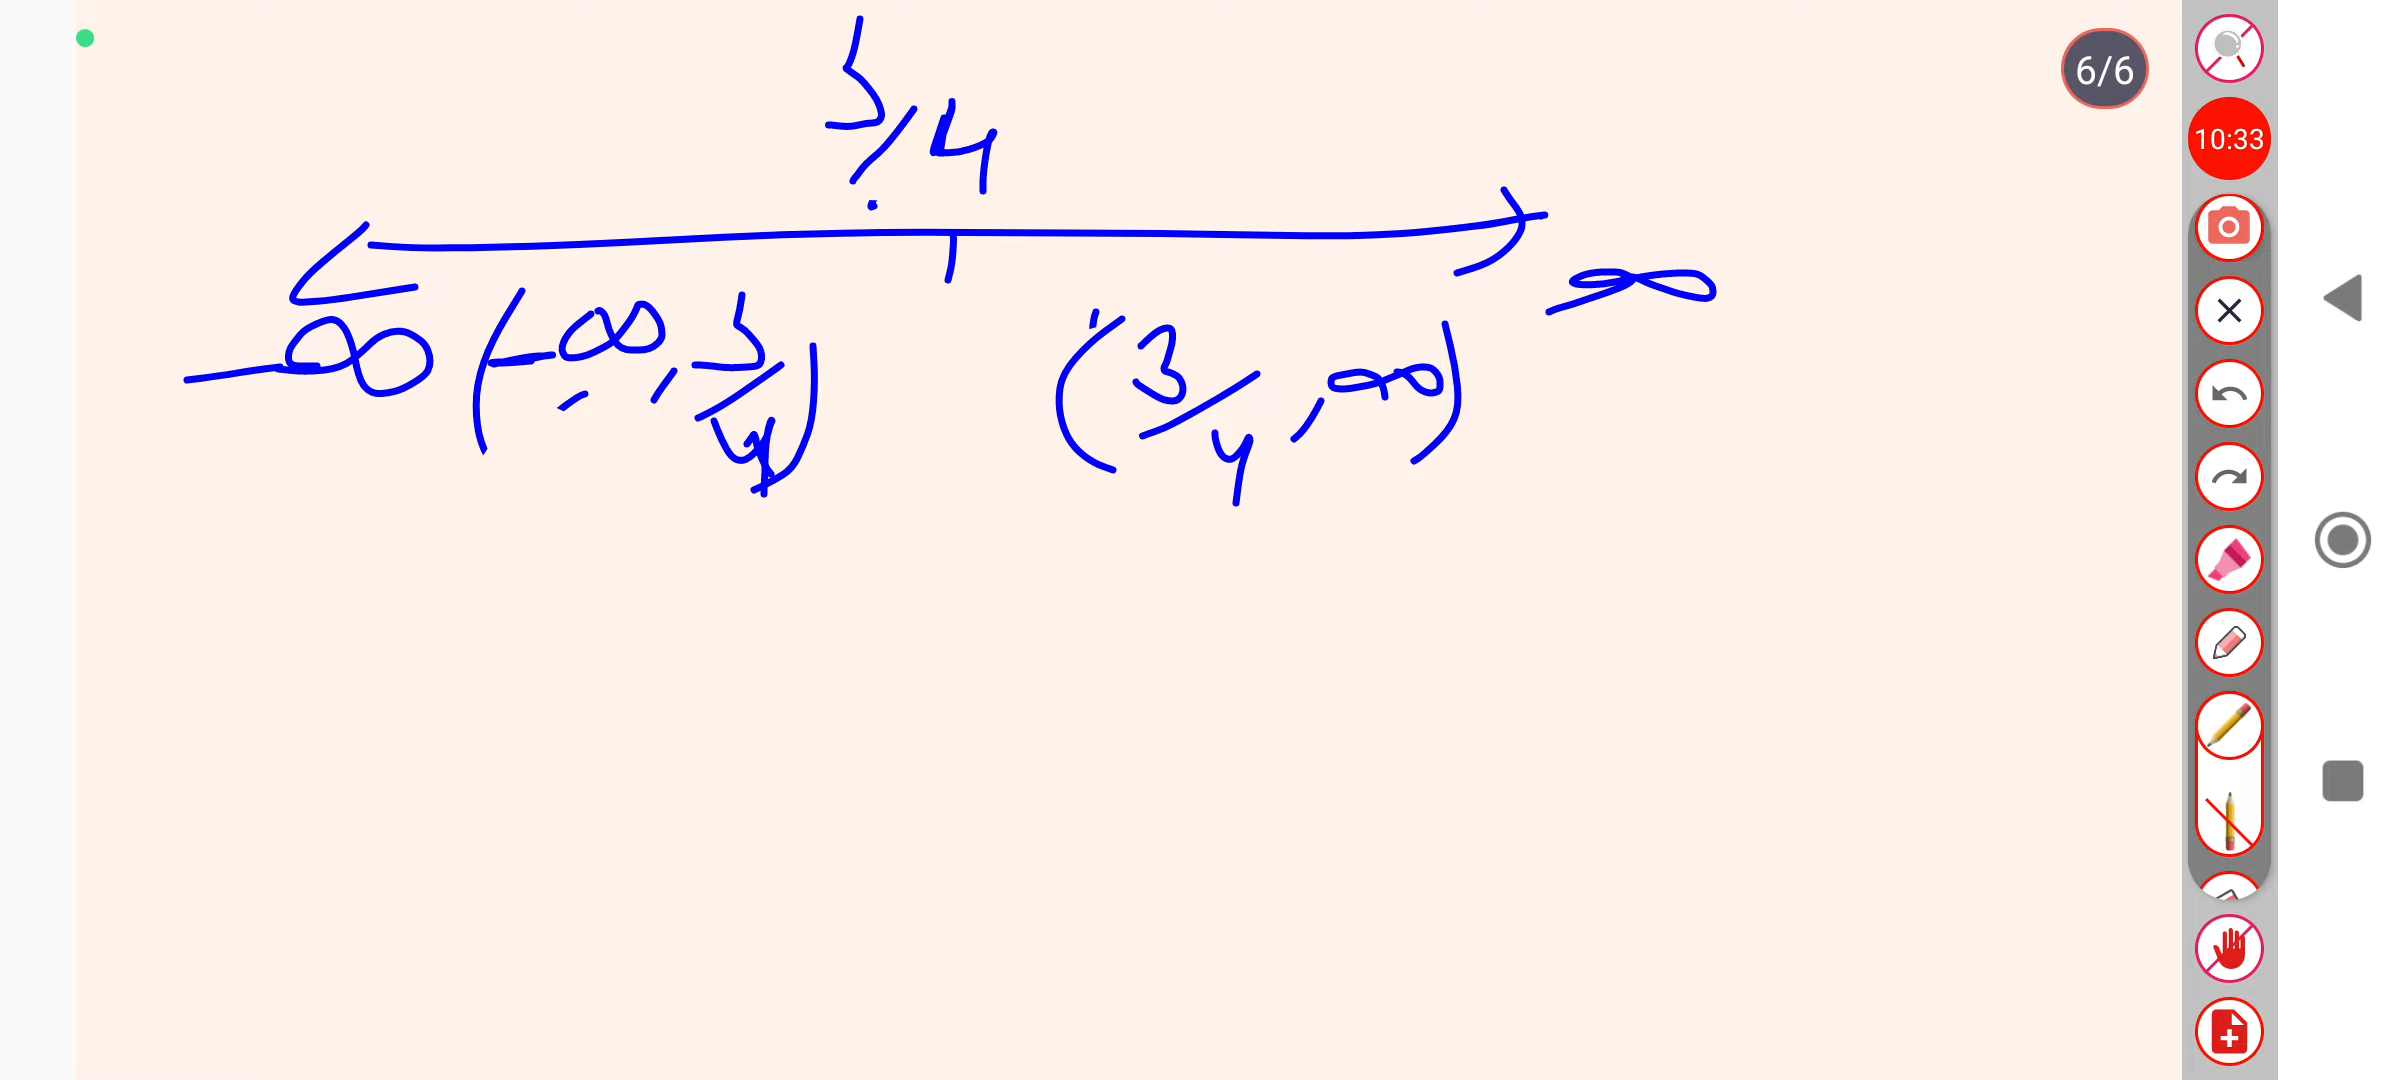 3/4
6/6
10:33
-∞ (-∞, 3/4) (3/4, ∞) ∞